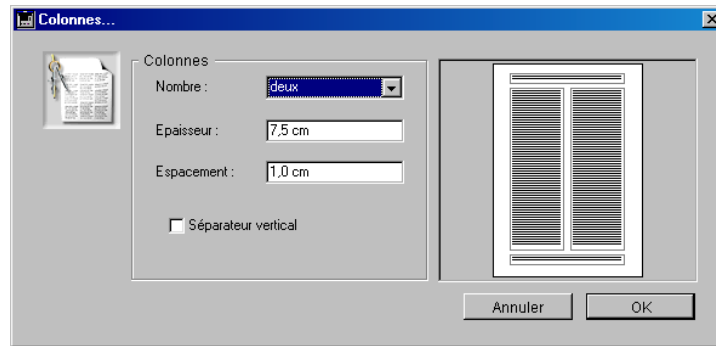 Colonnes...
Colonnes
Nombre :
deux
Epaisseur :
7,5 cm
Espacement :
1,0 cm
Séparateur vertical
Annuler
OK